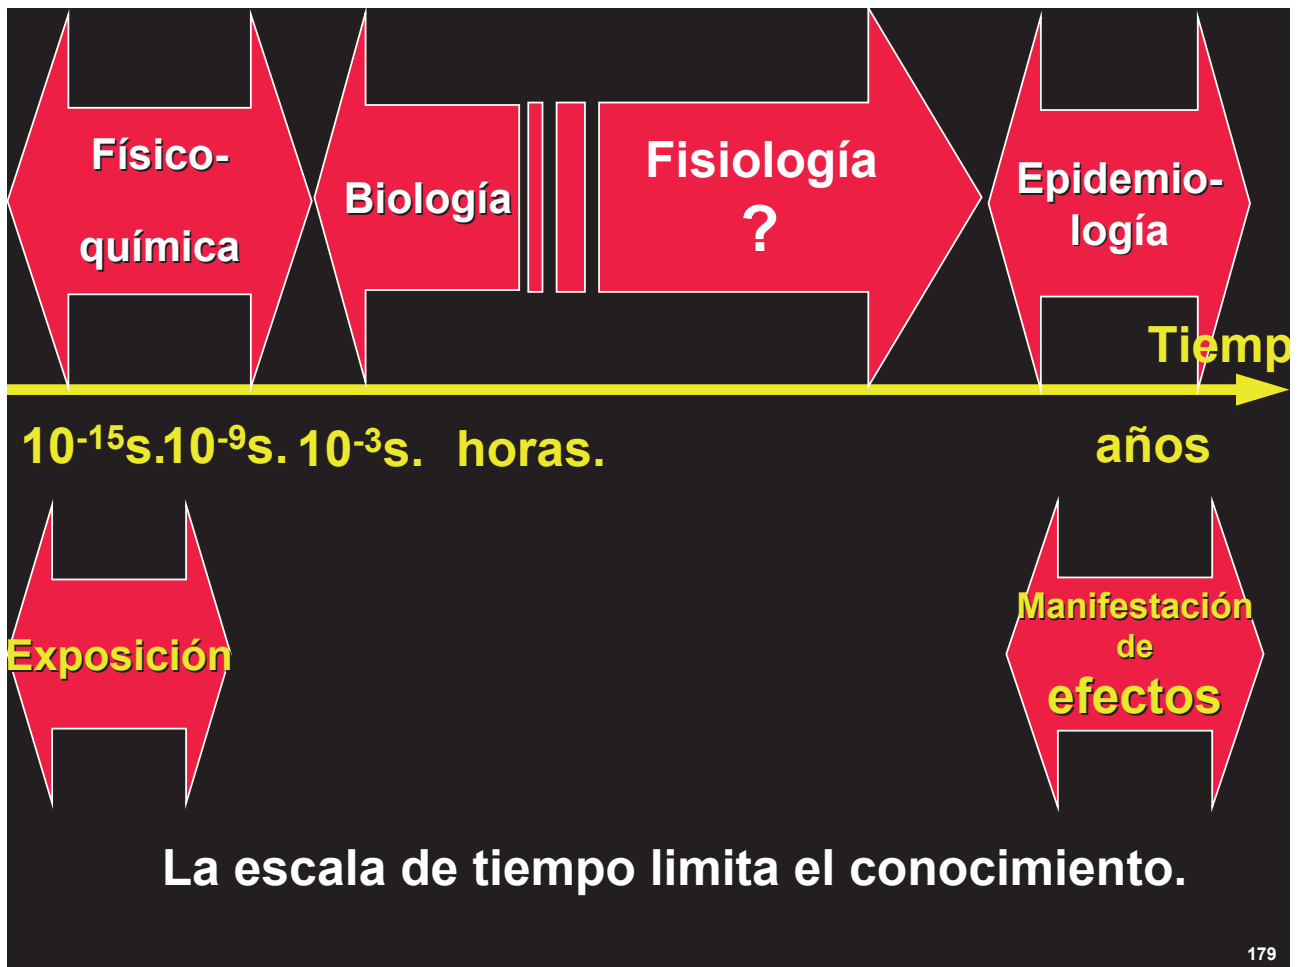 Físico-
química
Biología
Fisiología
?
Epidemio-
logía
Tiemp
10⁻¹⁵s.10⁻⁹s. 10⁻³s. horas. años
Exposición
Manifestación
de
efectos
La escala de tiempo limita el conocimiento.
179